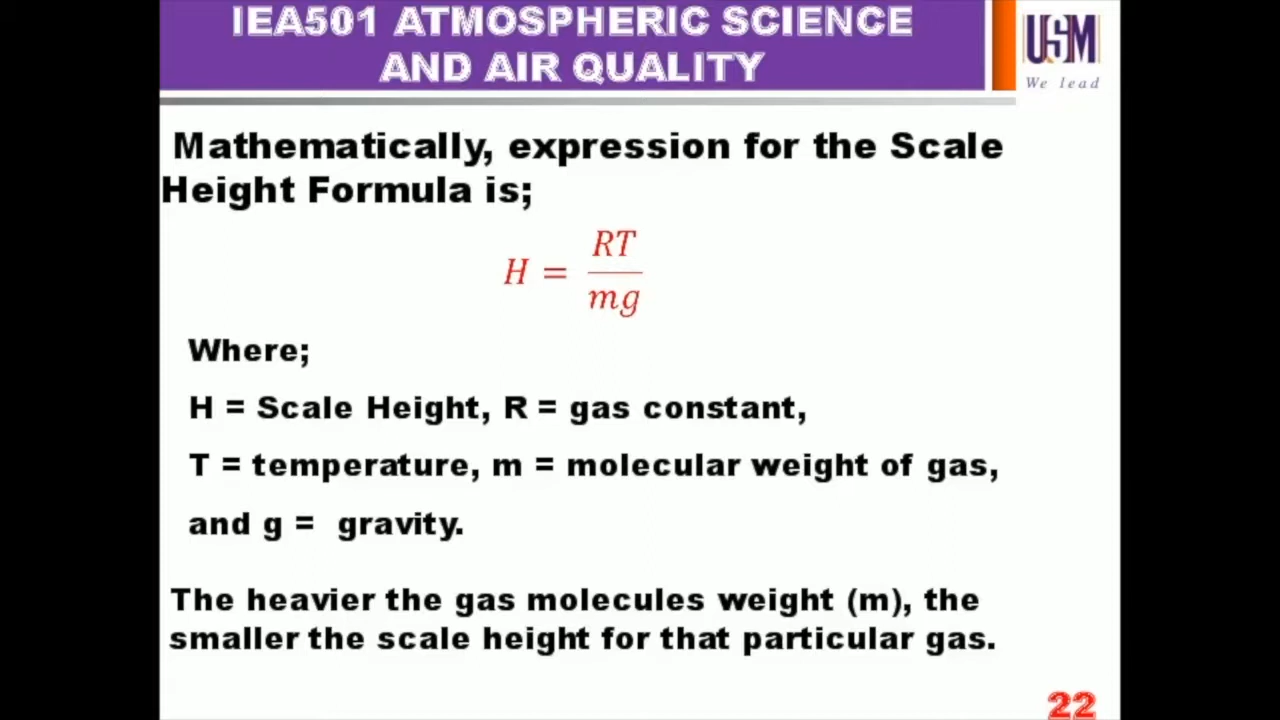 IEA501 ATMOSPHERIC SCIENCE
AND AIR QUALITY
USM
We lead
Mathematically, expression for the Scale
Height Formula is;
H = RT / mg
Where;
H = Scale Height, R = gas constant,
T = temperature, m = molecular weight of gas,
and g = gravity.
The heavier the gas molecules weight (m), the
smaller the scale height for that particular gas.
22